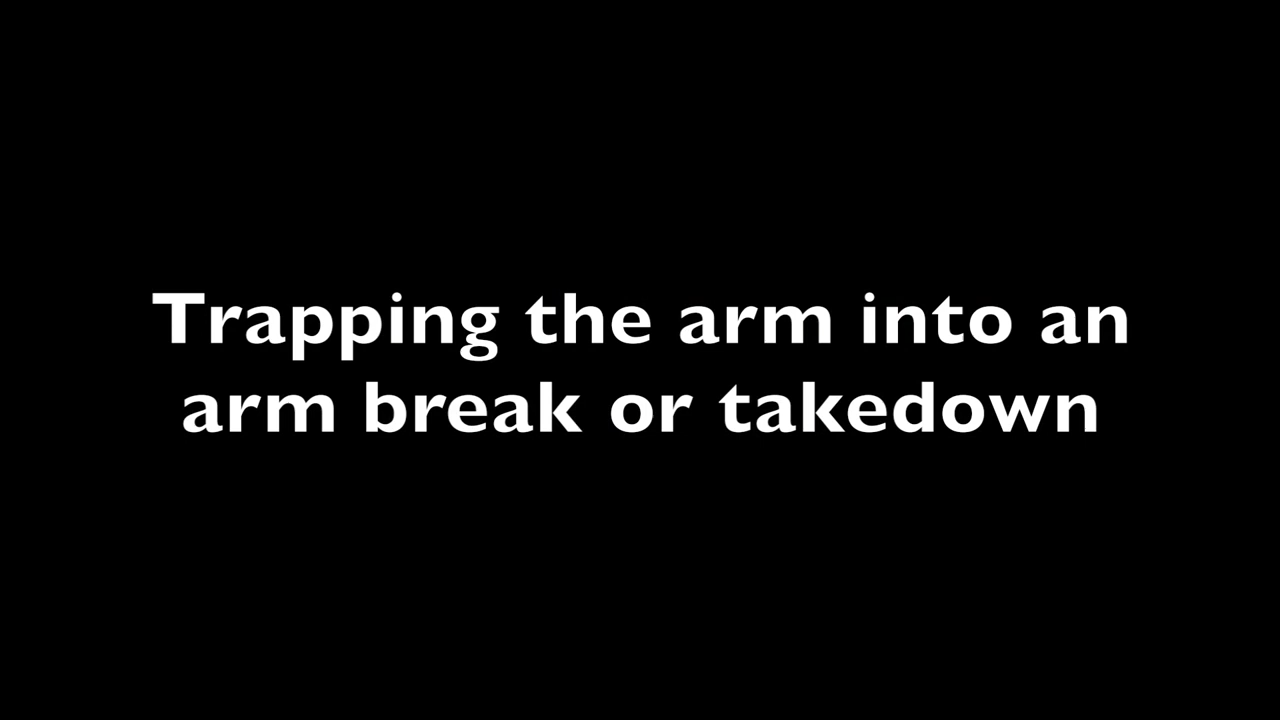 Trapping the arm into an
arm break or takedown